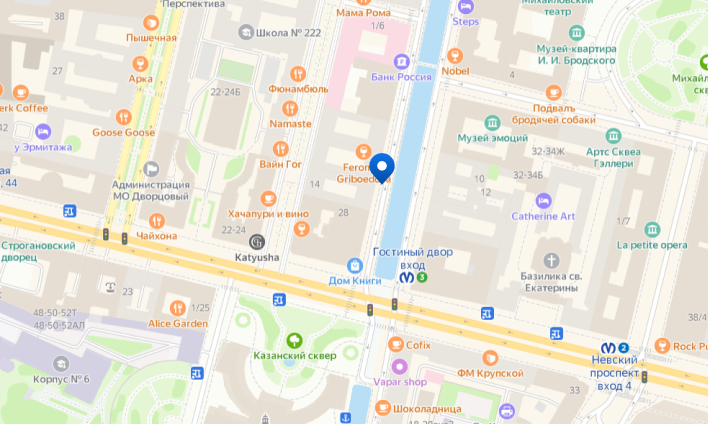 Перспектива
Мама Рома
Михайловский
театр
Steps
38
Пышечная
Школа № 222
1/6
Музей-квартира
И. И. Бродского
Банк Россия
Nobel
4
27
Арка
Фюнамбюль
22-24Б
Михайл
ск
erk Coffee
Подвалъ
бродячей собаки
Namaste
Goose Goose
у Эрмитажа
Музей эмоций
Артс Сквеа
Гэллери
32-34Ж
Вайн Гог
32-34Б
ая
, 44
Администрация
МО Дворцовый
14
Griboedov
10
12
Catherine Art
Хачапури и вино
28
1/7
22-24
Чайхона
Строгановский
дворец
Katyusha
La petite opera
Гостиный двор
вход
3
Базилика св.
Екатерины
Дом Книги
23
48-50-52Т
48-50-52АЛ
1/25
Alice Garden
38/4
Казанский сквер
Cofix
2
Rock Pu
Невский
проспект
вход 4
ФМ Крупской
Корпус № 6
Vapar shop
33
Шоколадница